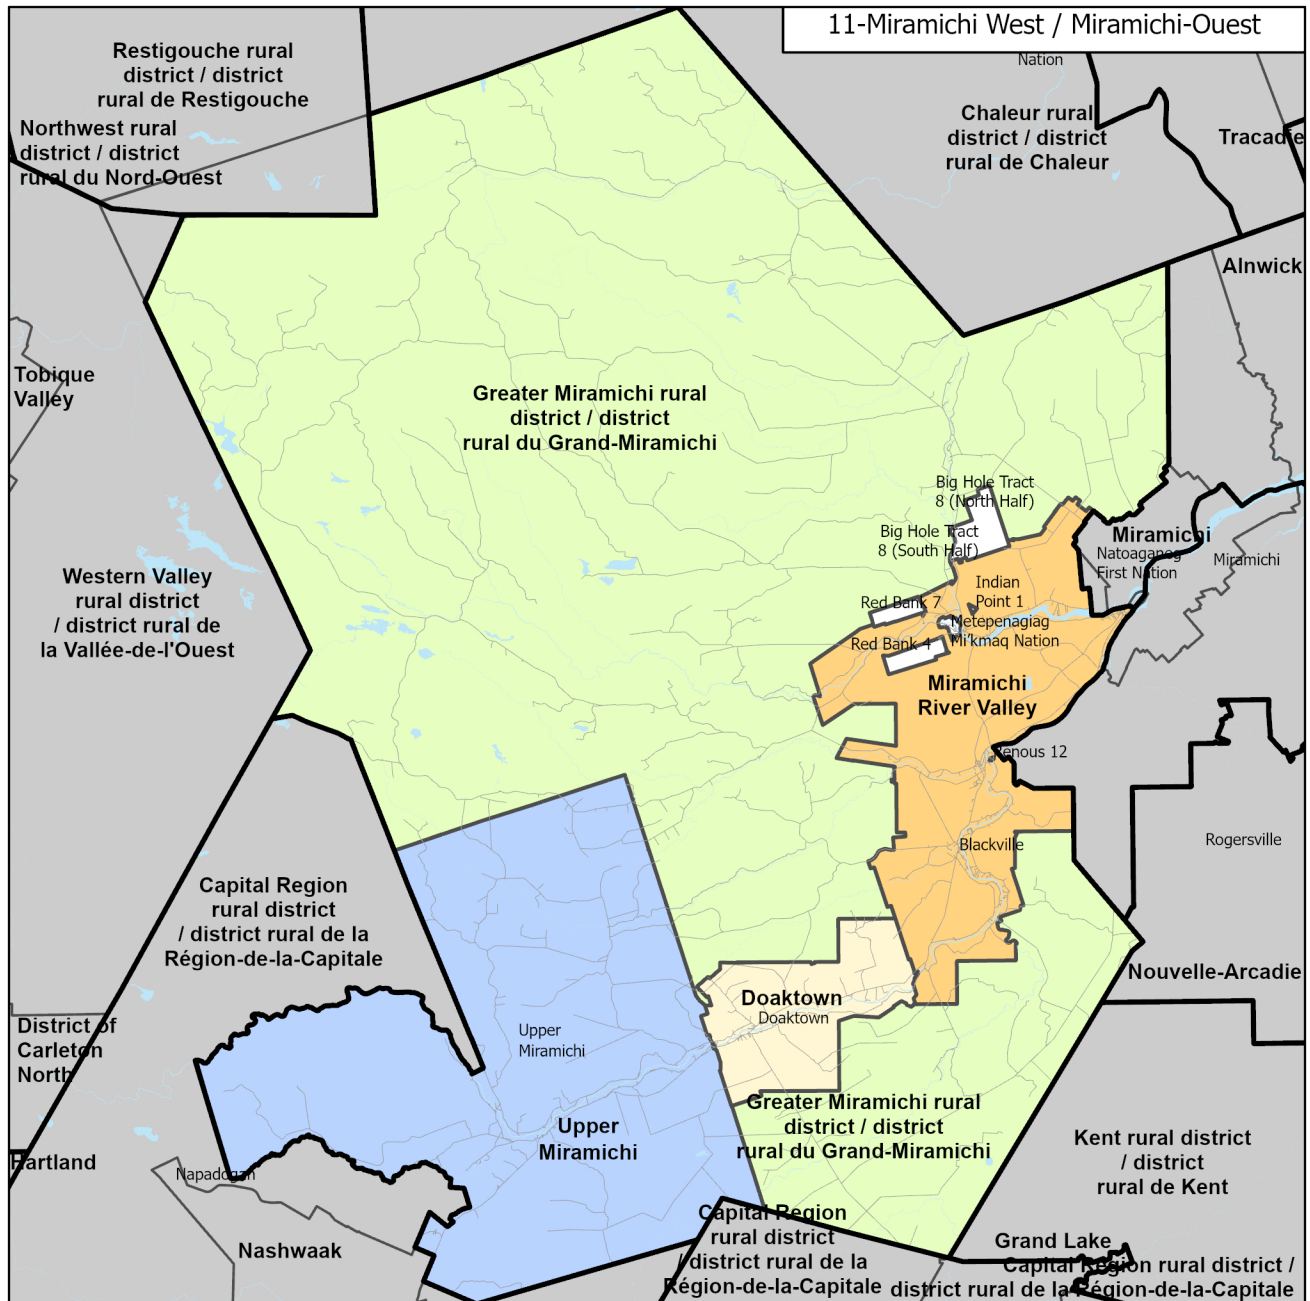 11-Miramichi West / Miramichi-Ouest
Restigouche rural
district / district
rural de Restigouche
Nation
Chaleur rural
district / district
rural de Chaleur
Tracadie
Northwest rural
district / district
rural du Nord-Ouest
Alnwick
Tobique
Valley
Greater Miramichi rural
district / district
rural du Grand-Miramichi
Big Hole Tract
8 (North Half)
Big Hole Tract
8 (South Half)
Miramichi
Natoaganeg
First Nation
Miramichi
Western Valley
rural district
/ district rural de
la Vallée-de-l'Ouest
Indian
Point 1
Red Bank 7
Metepenagiag
Mi'kmaq Nation
Red Bank 4
Miramichi
River Valley
Renous 12
Rogersville
Blackville
Capital Region
rural district
/ district rural de la
Région-de-la-Capitale
Nouvelle-Arcadie
Doaktown
Doaktown
District of
Carleton
North
Upper
Miramichi
Greater Miramichi rural
district / district
rural du Grand-Miramichi
Upper
Miramichi
Kent rural district
/ district
rural de Kent
Hartland
Napadogan
Nashwaak
Capital Region
rural district
/ district rural de la
Région-de-la-Capitale
Grand Lake
Capital Region rural district /
district rural de la Région-de-la-Capitale